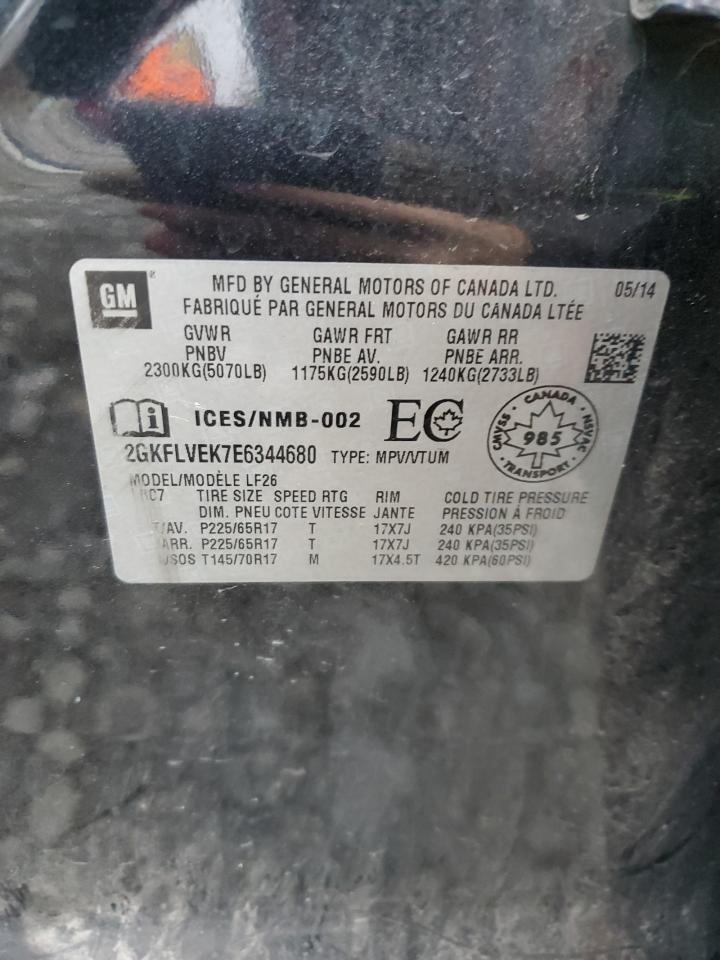 GM
MFD BY GENERAL MOTORS OF CANADA LTD. 05/14
FABRIQUÉ PAR GENERAL MOTORS DU CANADA LTÉE
GVWR GAWR FRT GAWR RR
PNBV PNBE AV. PNBE ARR.
2300KG(5070LB) 1175KG(2590LB) 1240KG(2733LB)
ICES/NMB-002 EC
CANADA
CMVSS 985 NSVAC
TRANSPORT
2GKFLVEK7E6344680 TYPE: MPV/VTUM
MODEL/MODÈLE LF26
TIRE SIZE SPEED RTG RIM COLD TIRE PRESSURE
DIM. PNEU COTE VITESSE JANTE PRESSION À FROID
/AV. P225/65R17 T 17X7J 240 KPA(35PSI)
ARR. P225/65R17 T 17X7J 240 KPA(35PSI)
/SOS T145/70R17 M 17X4.5T 420 KPA(60PSI)